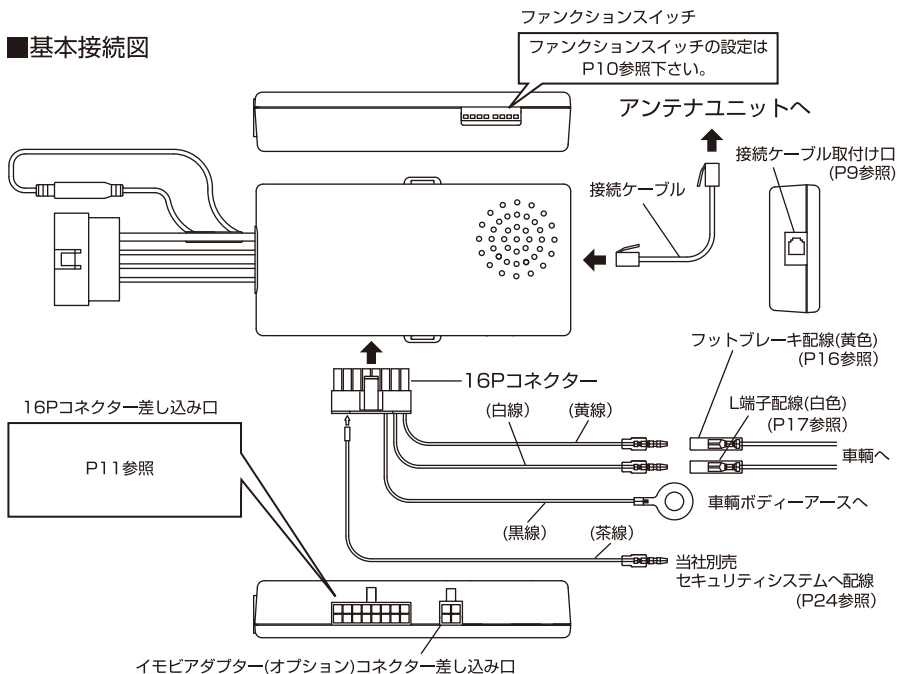 ■基本接続図
ファンクションスイッチ
ファンクションスイッチの設定は
P10参照下さい。
アンテナユニットへ
接続ケーブル取付け口
(P9参照)
接続ケーブル
フットブレーキ配線(黄色)
(P16参照)
16Pコネクター
16Pコネクター差し込み口
P11参照
(白線)
(黄線)
L端子配線(白色)
(P17参照)
車輌へ
車輌ボディーアースへ
(黒線)
(茶線)
当社別売
セキュリティシステムへ配線
(P24参照)
イモビアダプター(オプション)コネクター差し込み口